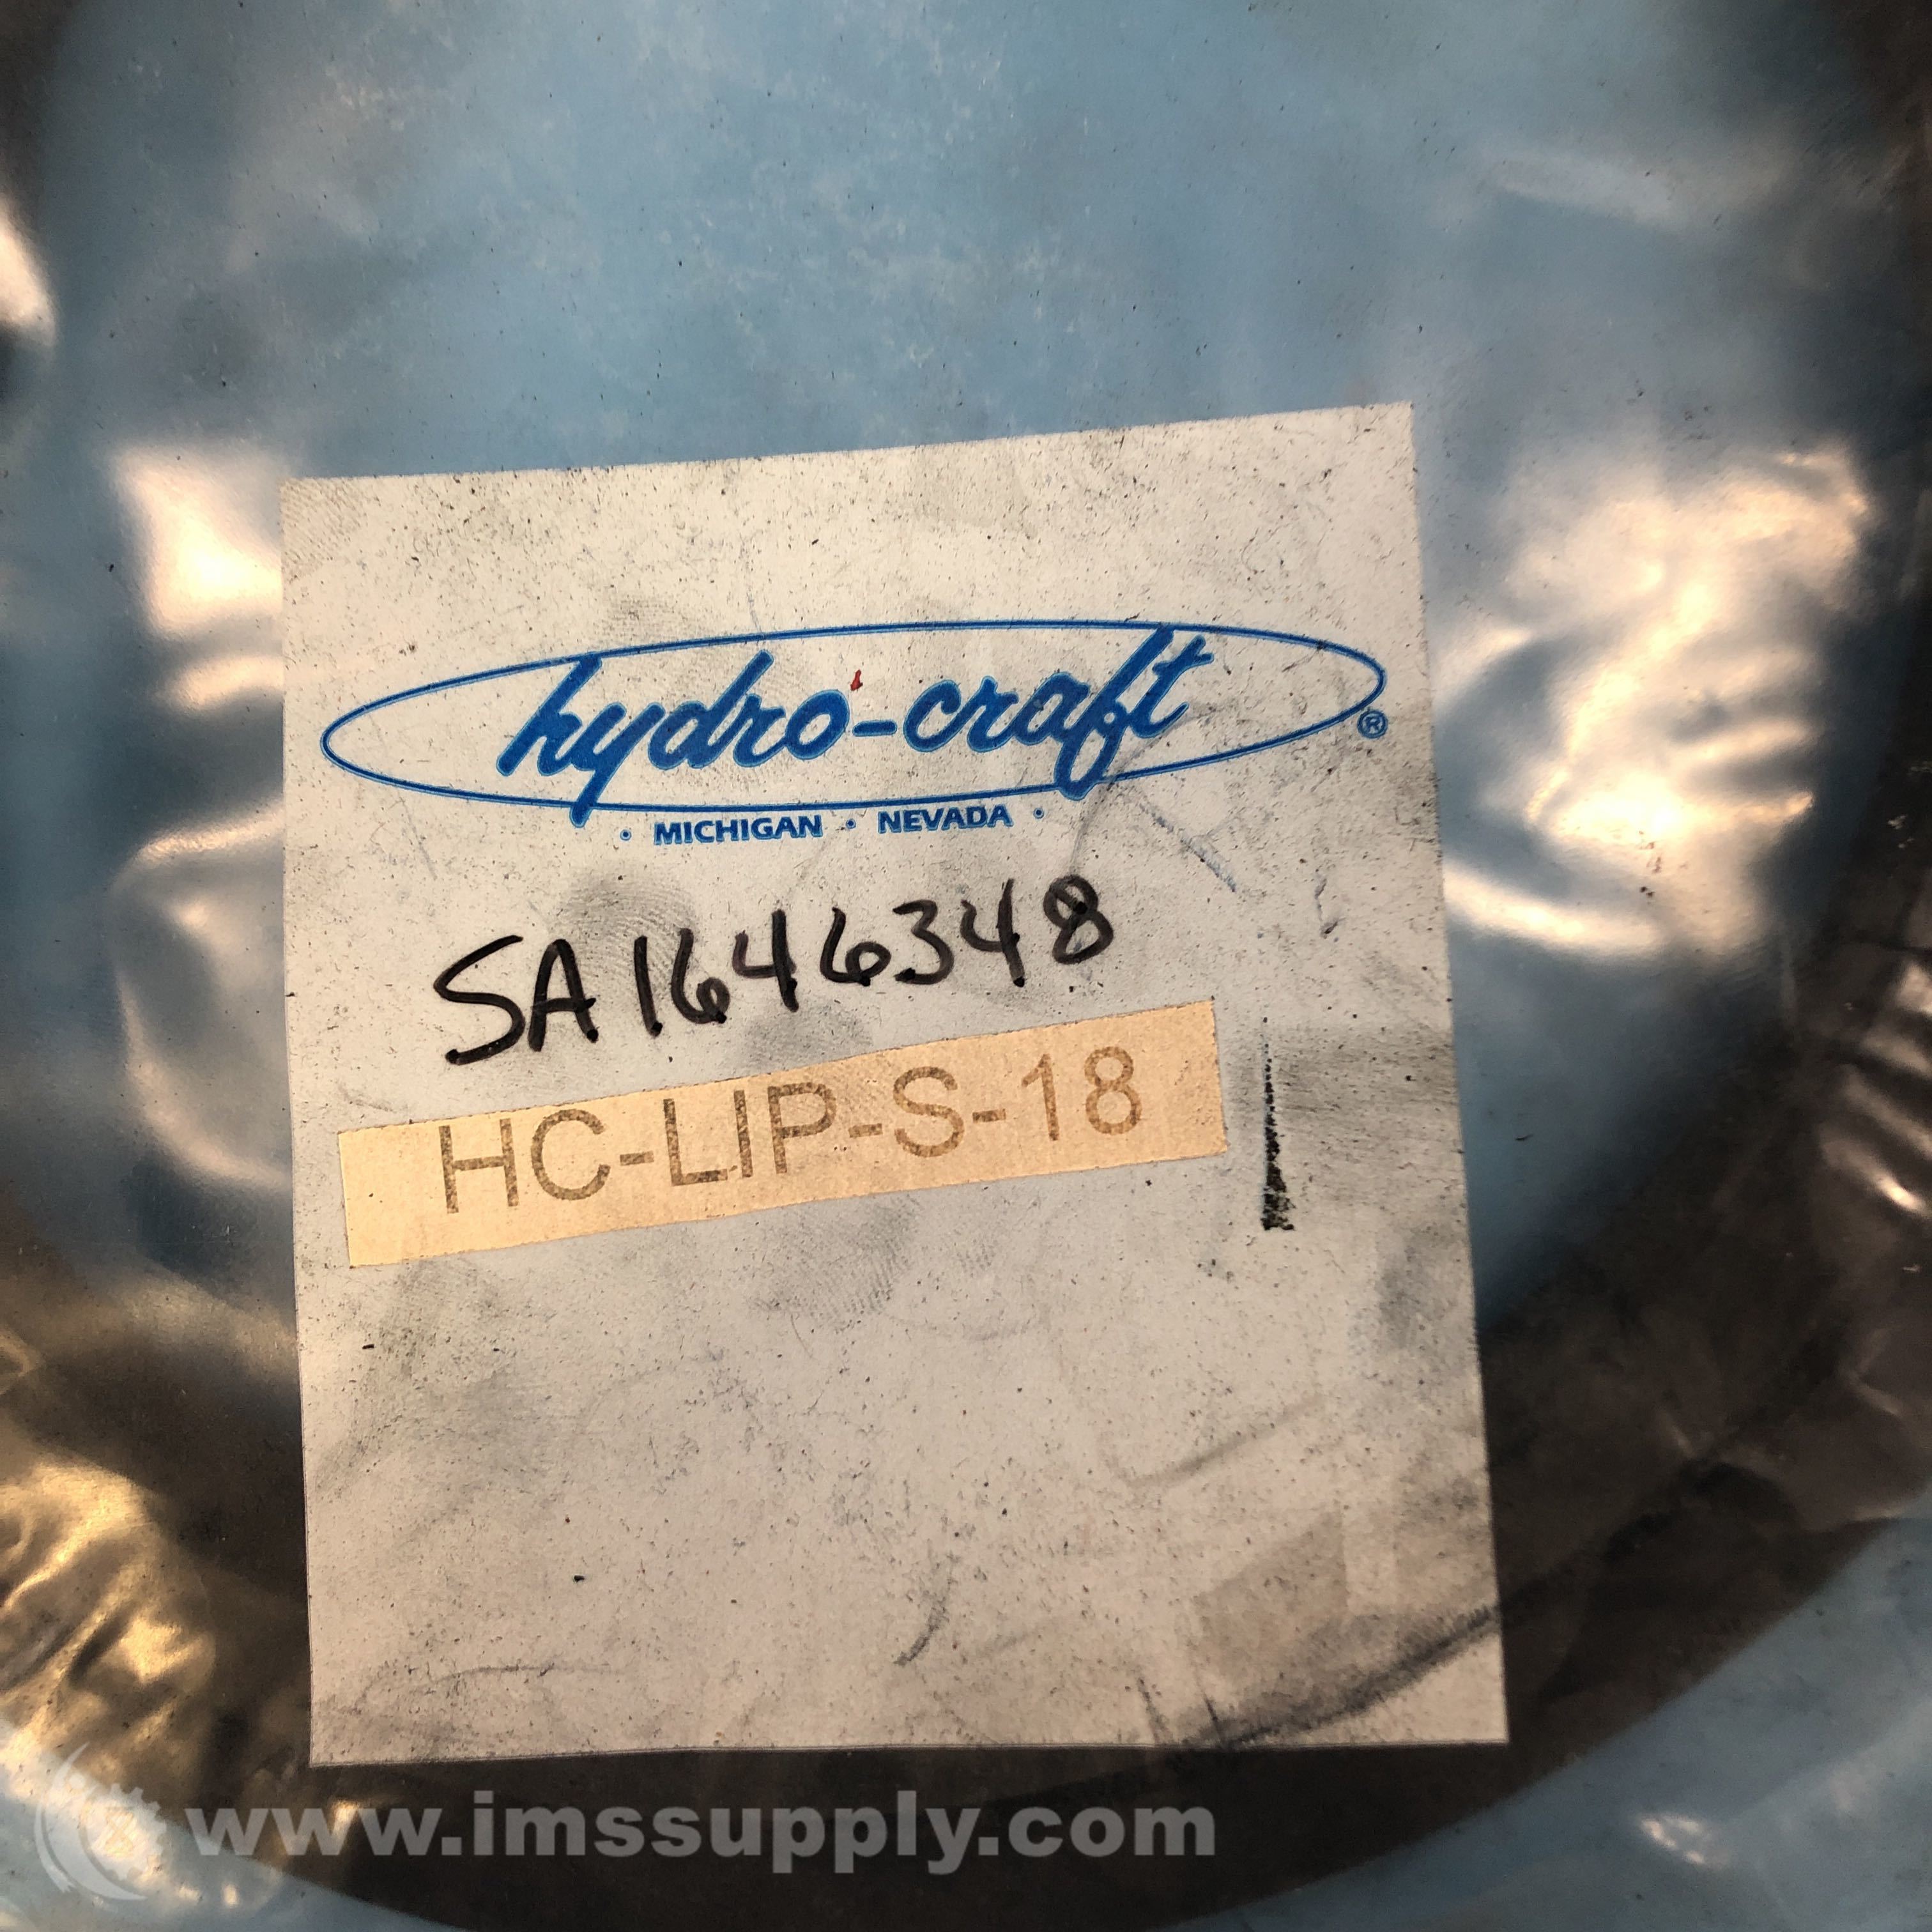 hydro-craft®
• MICHIGAN • NEVADA •
SA1646348
HC-LIP-S-18
www.imssupply.com